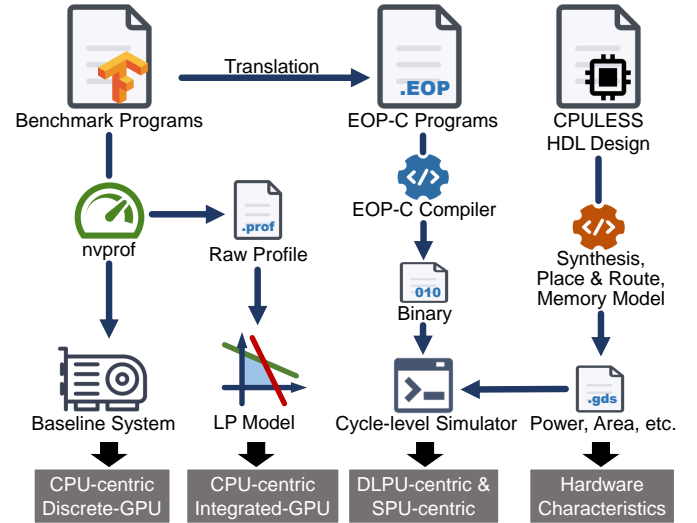 Translation
.EOP
Benchmark Programs
EOP-C Programs
CPULESS
HDL Design
</>
EOP-C Compiler
</>
.prof
nvprof
Raw Profile
Synthesis,
Place & Route,
Memory Model
010
Binary
>_
.gds
Baseline System
LP Model
Cycle-level Simulator
Power, Area, etc.
CPU-centric
Discrete-GPU
CPU-centric
Integrated-GPU
DLPU-centric &
SPU-centric
Hardware
Characteristics